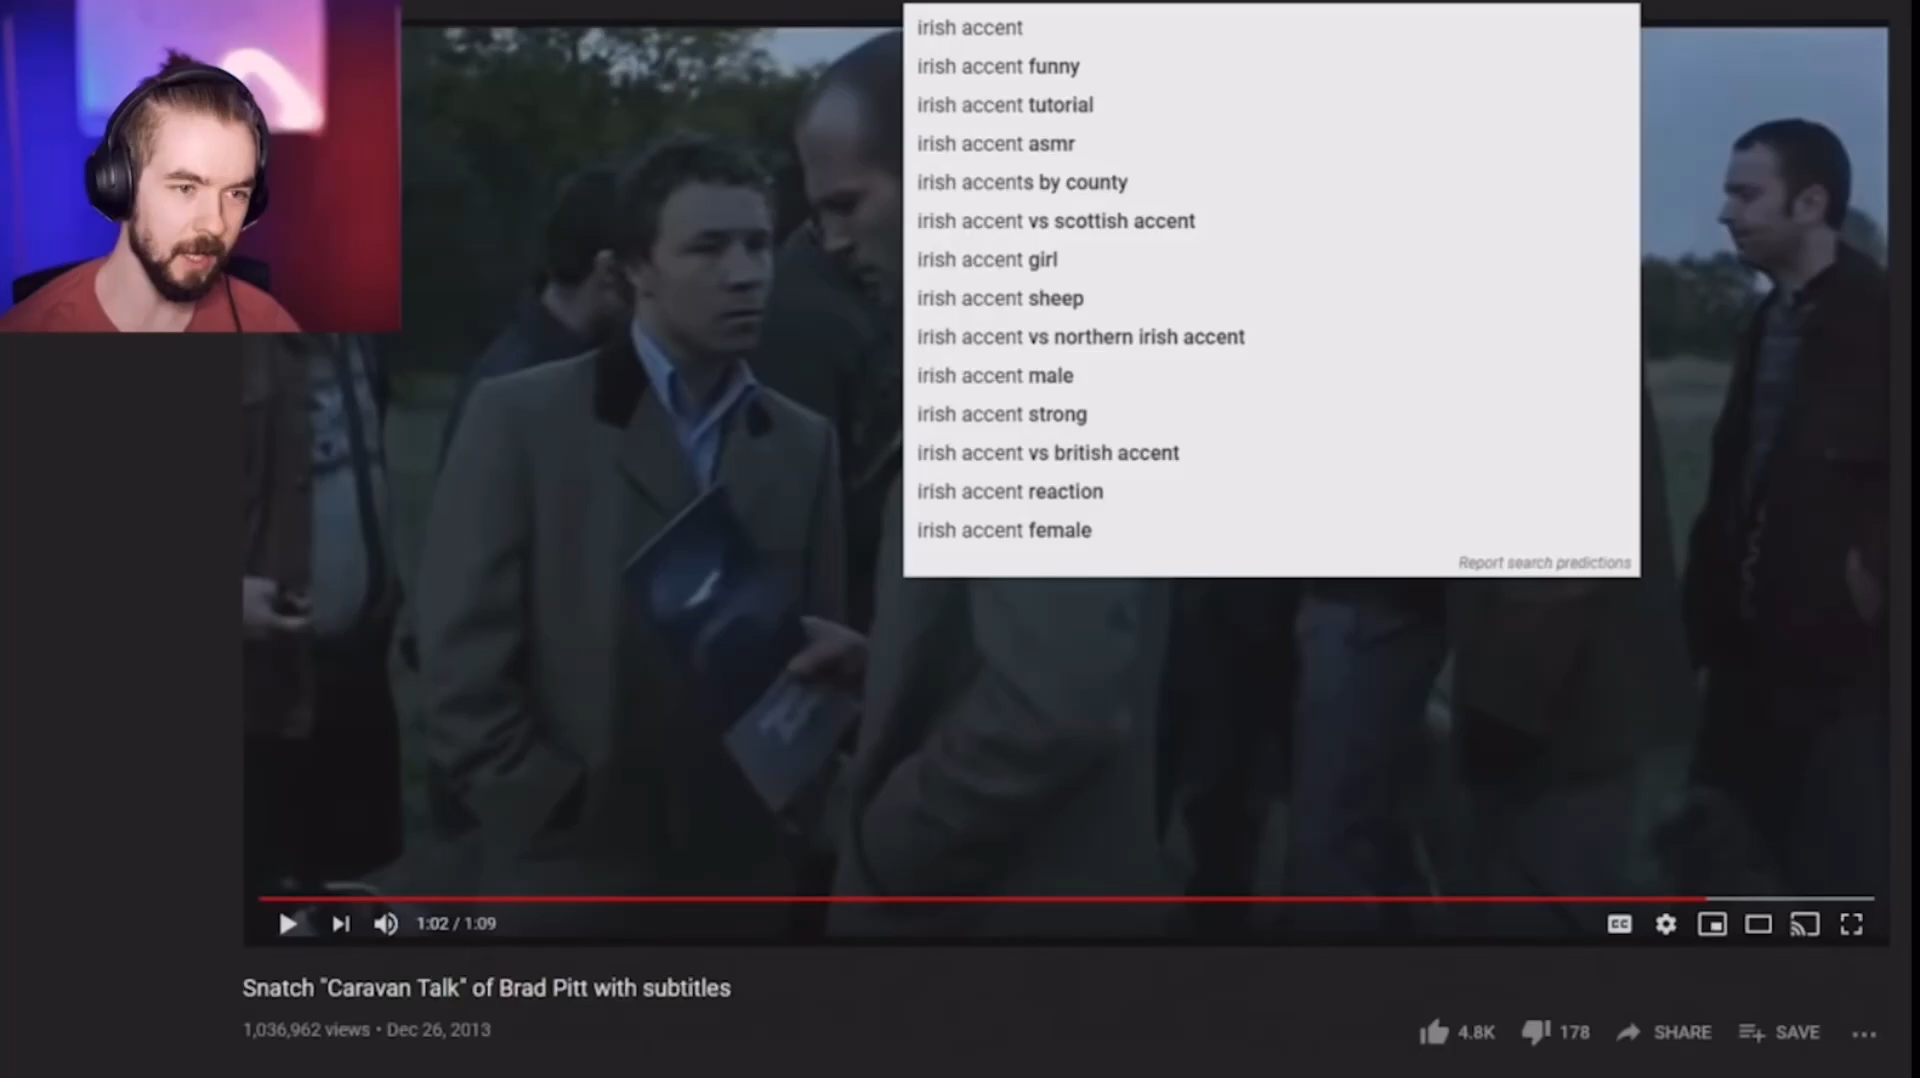 irish accent
irish accent funny
irish accent tutorial
irish accent asmr
irish accents by county
irish accent vs scottish accent
irish accent girl
irish accent sheep
irish accent vs northern irish accent
irish accent male
irish accent strong
irish accent vs british accent
irish accent reaction
irish accent female
Report search predictions
1:02 / 1:09
CC
Snatch "Caravan Talk" of Brad Pitt with subtitles
1,036,962 views • Dec 26, 2013
4.8K 178 SHARE SAVE